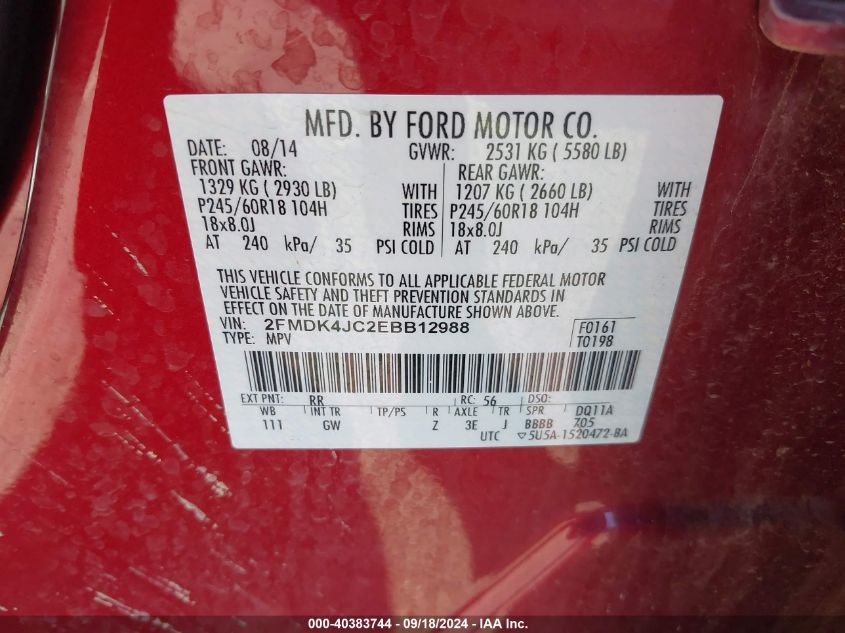 MFD. BY FORD MOTOR CO.
DATE: 08/14 GVWR: 2531 KG ( 5580 LB)
FRONT GAWR: REAR GAWR:
1329 KG ( 2930 LB) WITH 1207 KG ( 2660 LB) WITH
P245/60R18 104H TIRES P245/60R18 104H TIRES
18x8.0J RIMS 18x8.0J RIMS
AT 240 kPa/ 35 PSI COLD AT 240 kPa/ 35 PSI COLD
THIS VEHICLE CONFORMS TO ALL APPLICABLE FEDERAL MOTOR
VEHICLE SAFETY AND THEFT PREVENTION STANDARDS IN
EFFECT ON THE DATE OF MANUFACTURE SHOWN ABOVE.
VIN: 2FMDK4JC2EBB12988 F0161
TYPE: MPV T0198
EXT PNT: RR RC: 56 DSO:
WB INT TR TP/PS R AXLE TR SPR DQ11A
111 GW Z 3E J BBBB 705
UTC ▽5U5A-1520472-BA
000-40383744 - 09/18/2024 - IAA Inc.